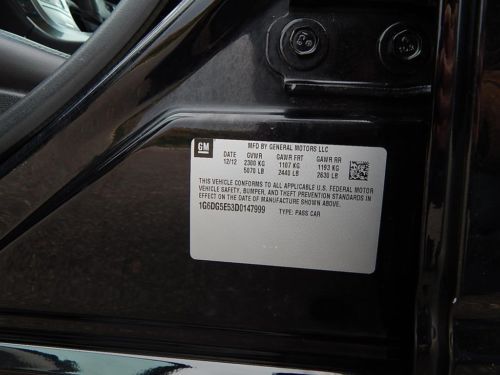 GM
MFD BY GENERAL MOTORS LLC
DATE GVWR GAWR FRT GAWR RR
12/12 2300 KG 1107 KG 1193 KG
5070 LB 2440 LB 2630 LB
THIS VEHICLE CONFORMS TO ALL APPLICABLE U.S. FEDERAL MOTOR
VEHICLE SAFETY, BUMPER, AND THEFT PREVENTION STANDARDS IN
EFFECT ON THE DATE OF MANUFACTURE SHOWN ABOVE.
1G6DG5E53D0147999 TYPE: PASS CAR